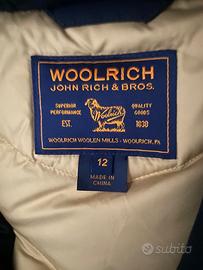 WOOLRICH
JOHN RICH & BROS.
SUPERIOR PERFORMANCE
QUALITY GOODS
Woolrich
EST.
1830
WOOLRICH WOOLEN MILLS - WOOLRICH, PA
12
MADE IN
CHINA
subito